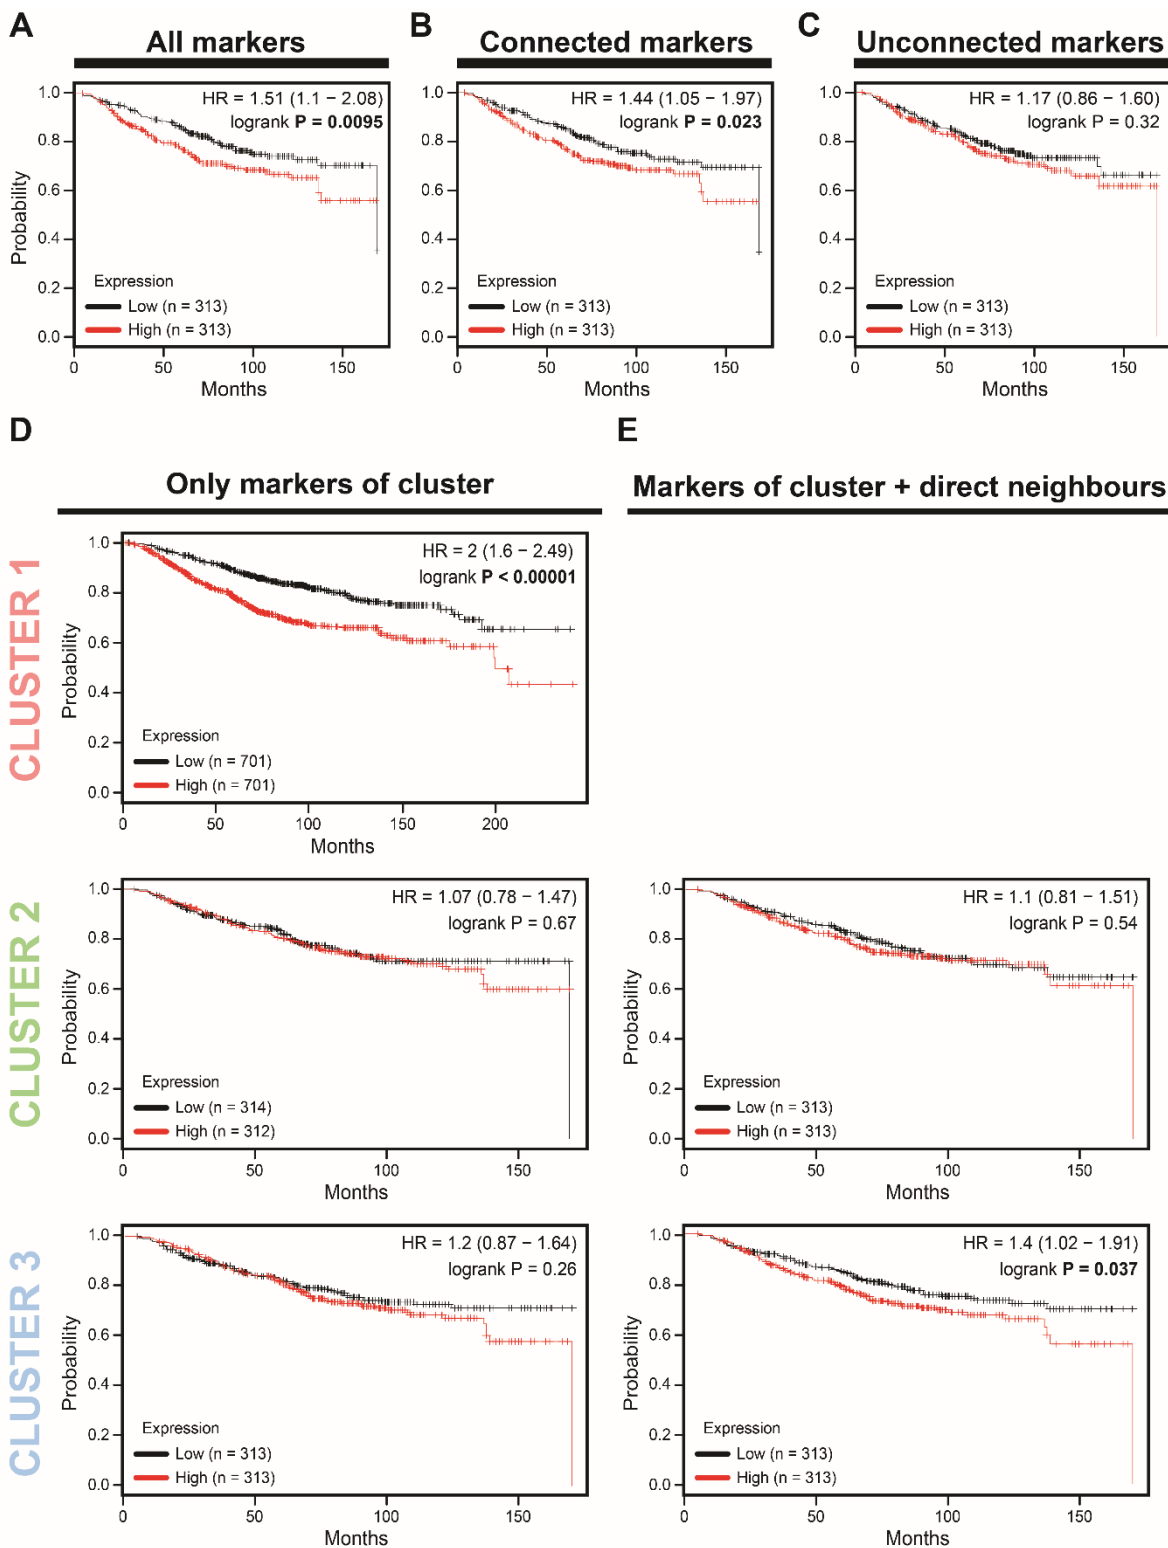 A
All markers
HR = 1.51 (1.1 − 2.08)
logrank P = 0.0095
1.0
0.8
0.6
0.4
0.2
0.0
Probability
Expression
Low (n = 313)
High (n = 313)
0 50 100 150
Months
B
Connected markers
HR = 1.44 (1.05 − 1.97)
logrank P = 0.023
1.0
0.8
0.6
0.4
0.2
0.0
Expression
Low (n = 313)
High (n = 313)
0 50 100 150
Months
C
Unconnected markers
HR = 1.17 (0.86 − 1.60)
logrank P = 0.32
1.0
0.8
0.6
0.4
0.2
0.0
Expression
Low (n = 313)
High (n = 313)
0 50 100 150
Months
D
Only markers of cluster
E
Markers of cluster + direct neighbours
CLUSTER 1
HR = 2 (1.6 − 2.49)
logrank P < 0.00001
1.0
0.8
0.6
0.4
0.2
0.0
Probability
Expression
Low (n = 701)
High (n = 701)
0 50 100 150 200
Months
CLUSTER 2
HR = 1.07 (0.78 − 1.47)
logrank P = 0.67
1.0
0.8
0.6
0.4
0.2
0.0
Probability
Expression
Low (n = 314)
High (n = 312)
0 50 100 150
Months
HR = 1.1 (0.81 − 1.51)
logrank P = 0.54
1.0
0.8
0.6
0.4
0.2
0.0
Probability
Expression
Low (n = 313)
High (n = 313)
0 50 100 150
Months
CLUSTER 3
HR = 1.2 (0.87 − 1.64)
logrank P = 0.26
1.0
0.8
0.6
0.4
0.2
0.0
Probability
Expression
Low (n = 313)
High (n = 313)
0 50 100 150
Months
HR = 1.4 (1.02 − 1.91)
logrank P = 0.037
1.0
0.8
0.6
0.4
0.2
0.0
Probability
Expression
Low (n = 313)
High (n = 313)
0 50 100 150
Months